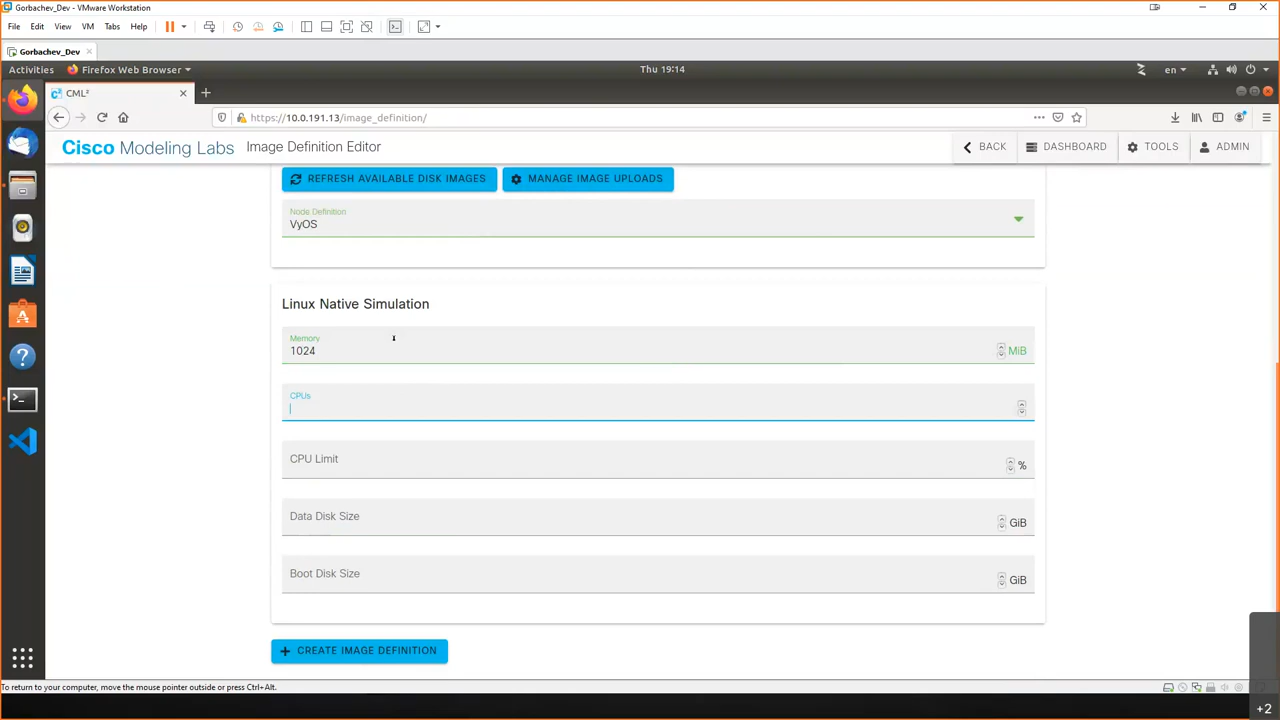 Gorbachev_Dev - VMware Workstation
File Edit View VM Tabs Help
Gorbachev_Dev
Activities Firefox Web Browser Thu 19:14 en
CML²
https://10.0.191.13/image_definition/
Cisco Modeling Labs Image Definition Editor BACK DASHBOARD TOOLS ADMIN
REFRESH AVAILABLE DISK IMAGES MANAGE IMAGE UPLOADS
Node Definition
VyOS
Linux Native Simulation
Memory
1024 MiB
CPUs
CPU Limit %
Data Disk Size GiB
Boot Disk Size GiB
CREATE IMAGE DEFINITION
To return to your computer, move the mouse pointer outside or press Ctrl+Alt.
+2